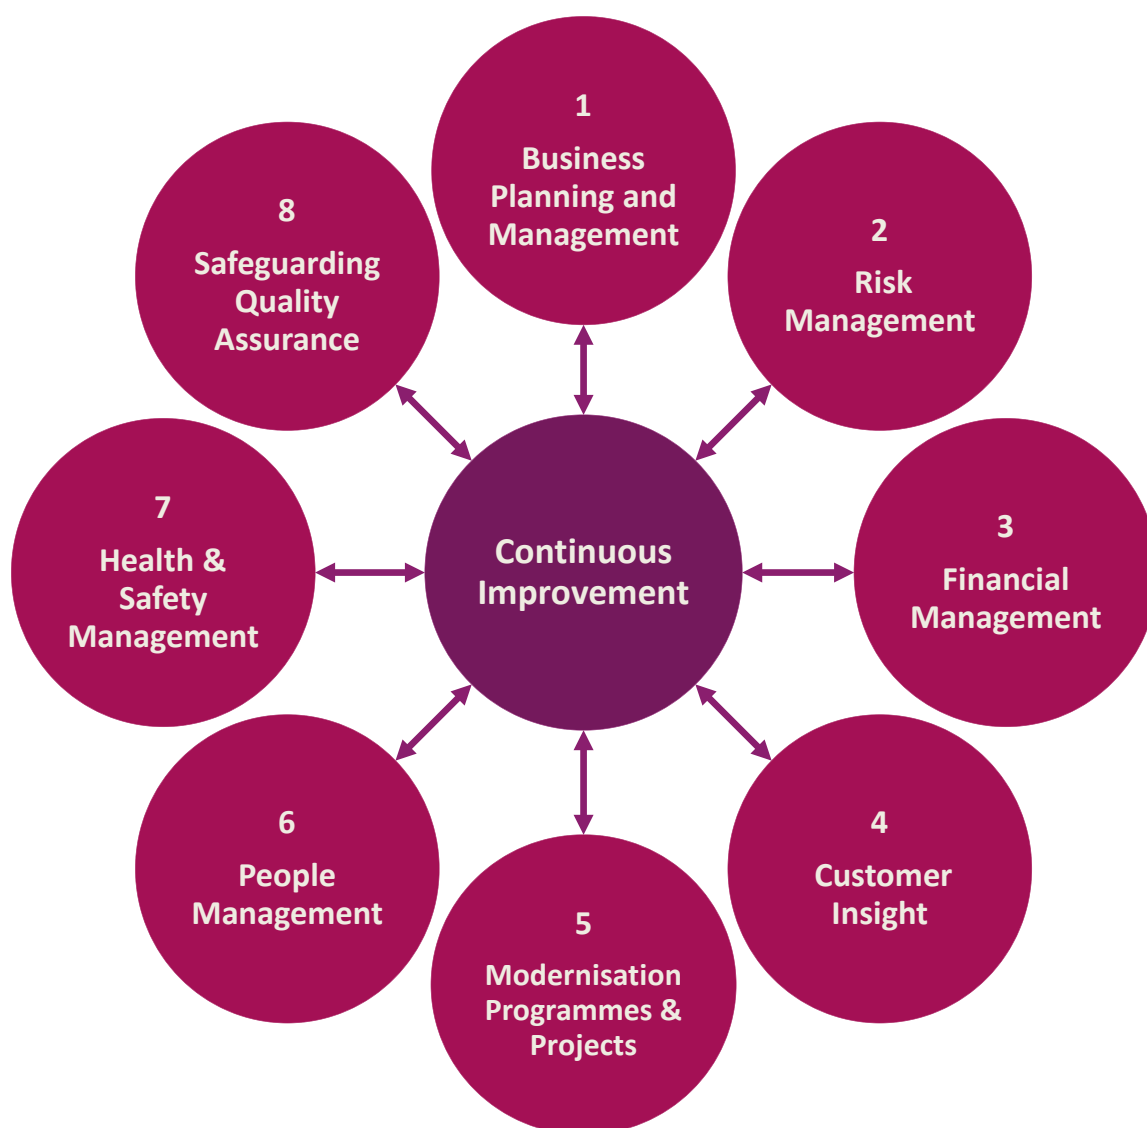 1
Business
Planning and
Management
2
Risk
Management
3
Financial
Management
4
Customer
Insight
5
Modernisation
Programmes &
Projects
6
People
Management
7
Health &
Safety
Management
8
Safeguarding
Quality
Assurance
Continuous
Improvement